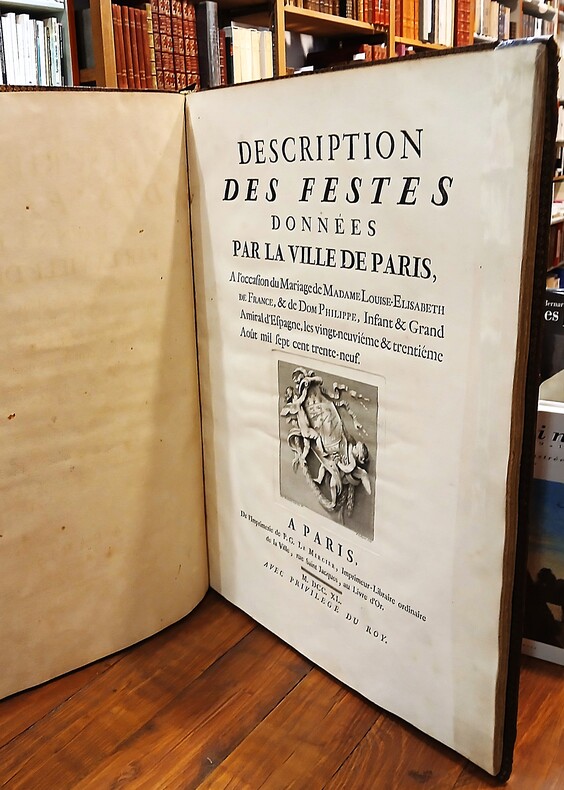 DESCRIPTION
DES FESTES
DONNÉES
PAR LA VILLE DE PARIS,
A l'occaſion du Mariage de MADAME LOUISE-ELISABETH
DE FRANCE, & de DOM PHILIPPE, Infant & Grand
Amiral d'Eſpagne, les vingt-neuviéme & trentiéme
Août mil ſept cent trente-neuf.
A PARIS,
De l'Imprimerie de P. G. LE MERCIER, Imprimeur-Libraire ordinaire
de la Ville, rue Saint Jacques, au Livre d'Or.
M. DCC. XL.
AVEC PRIVILEGE DU ROY.